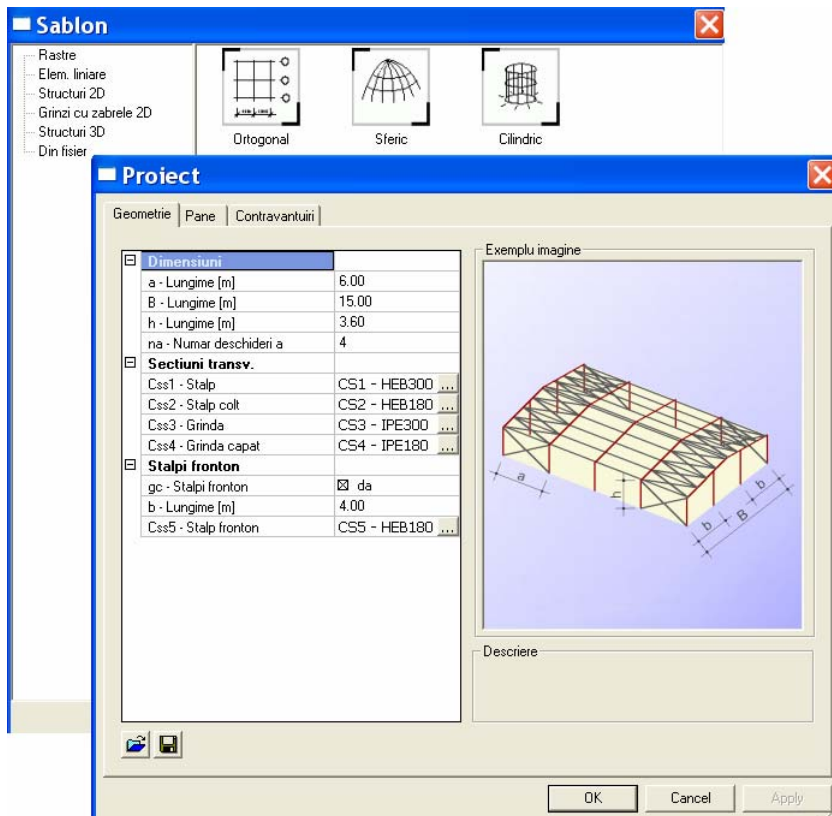 Sablon
Rastre
Elem. liniare
Structuri 2D
Grinzi cu zabrele 2D
Structuri 3D
Din fisier
Ortogonal
Sferic
Cilindric
Proiect
Geometrie
Pane
Contravantuiri
Dimensiuni
a - Lungime [m] 6.00
B - Lungime [m] 15.00
h - Lungime [m] 3.60
na - Numar deschideri a 4
Sectiuni transv.
Css1 - Stalp CS1 - HEB300 ...
Css2 - Stalp colt CS2 - HEB180 ...
Css3 - Grinda CS3 - IPE300 ...
Css4 - Grinda capat CS4 - IPE180 ...
Stalpi fronton
gc - Stalpi fronton da
b - Lungime [m] 4.00
Css5 - Stalp fronton CS5 - HEB180 ...
Exemplu imagine
a
h
b
B
b
Descriere
OK
Cancel
Apply